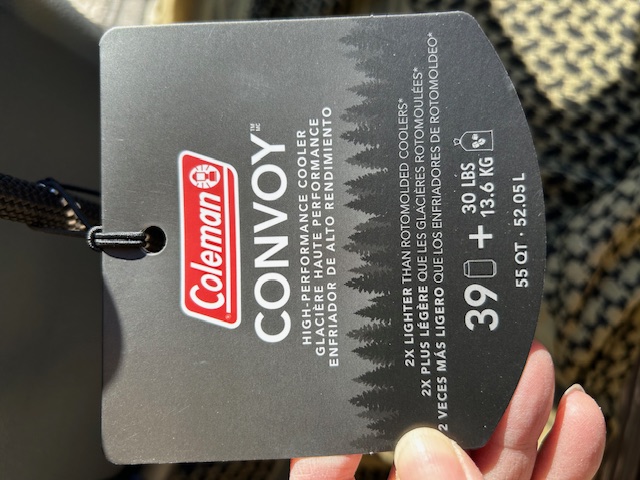 Coleman
CONVOY™ MC
HIGH-PERFORMANCE COOLER
GLACIÈRE HAUTE PERFORMANCE
ENFRIADOR DE ALTO RENDIMIENTO
2X LIGHTER THAN ROTOMOLDED COOLERS*
2X PLUS LÉGÈRE QUE LES GLACIÈRES ROTOMOULÉES*
2 VECES MÁS LIGERO QUE LOS ENFRIADORES DE ROTOMOLDEO*
39 + 30 LBS
13.6 KG
55 QT · 52.05 L